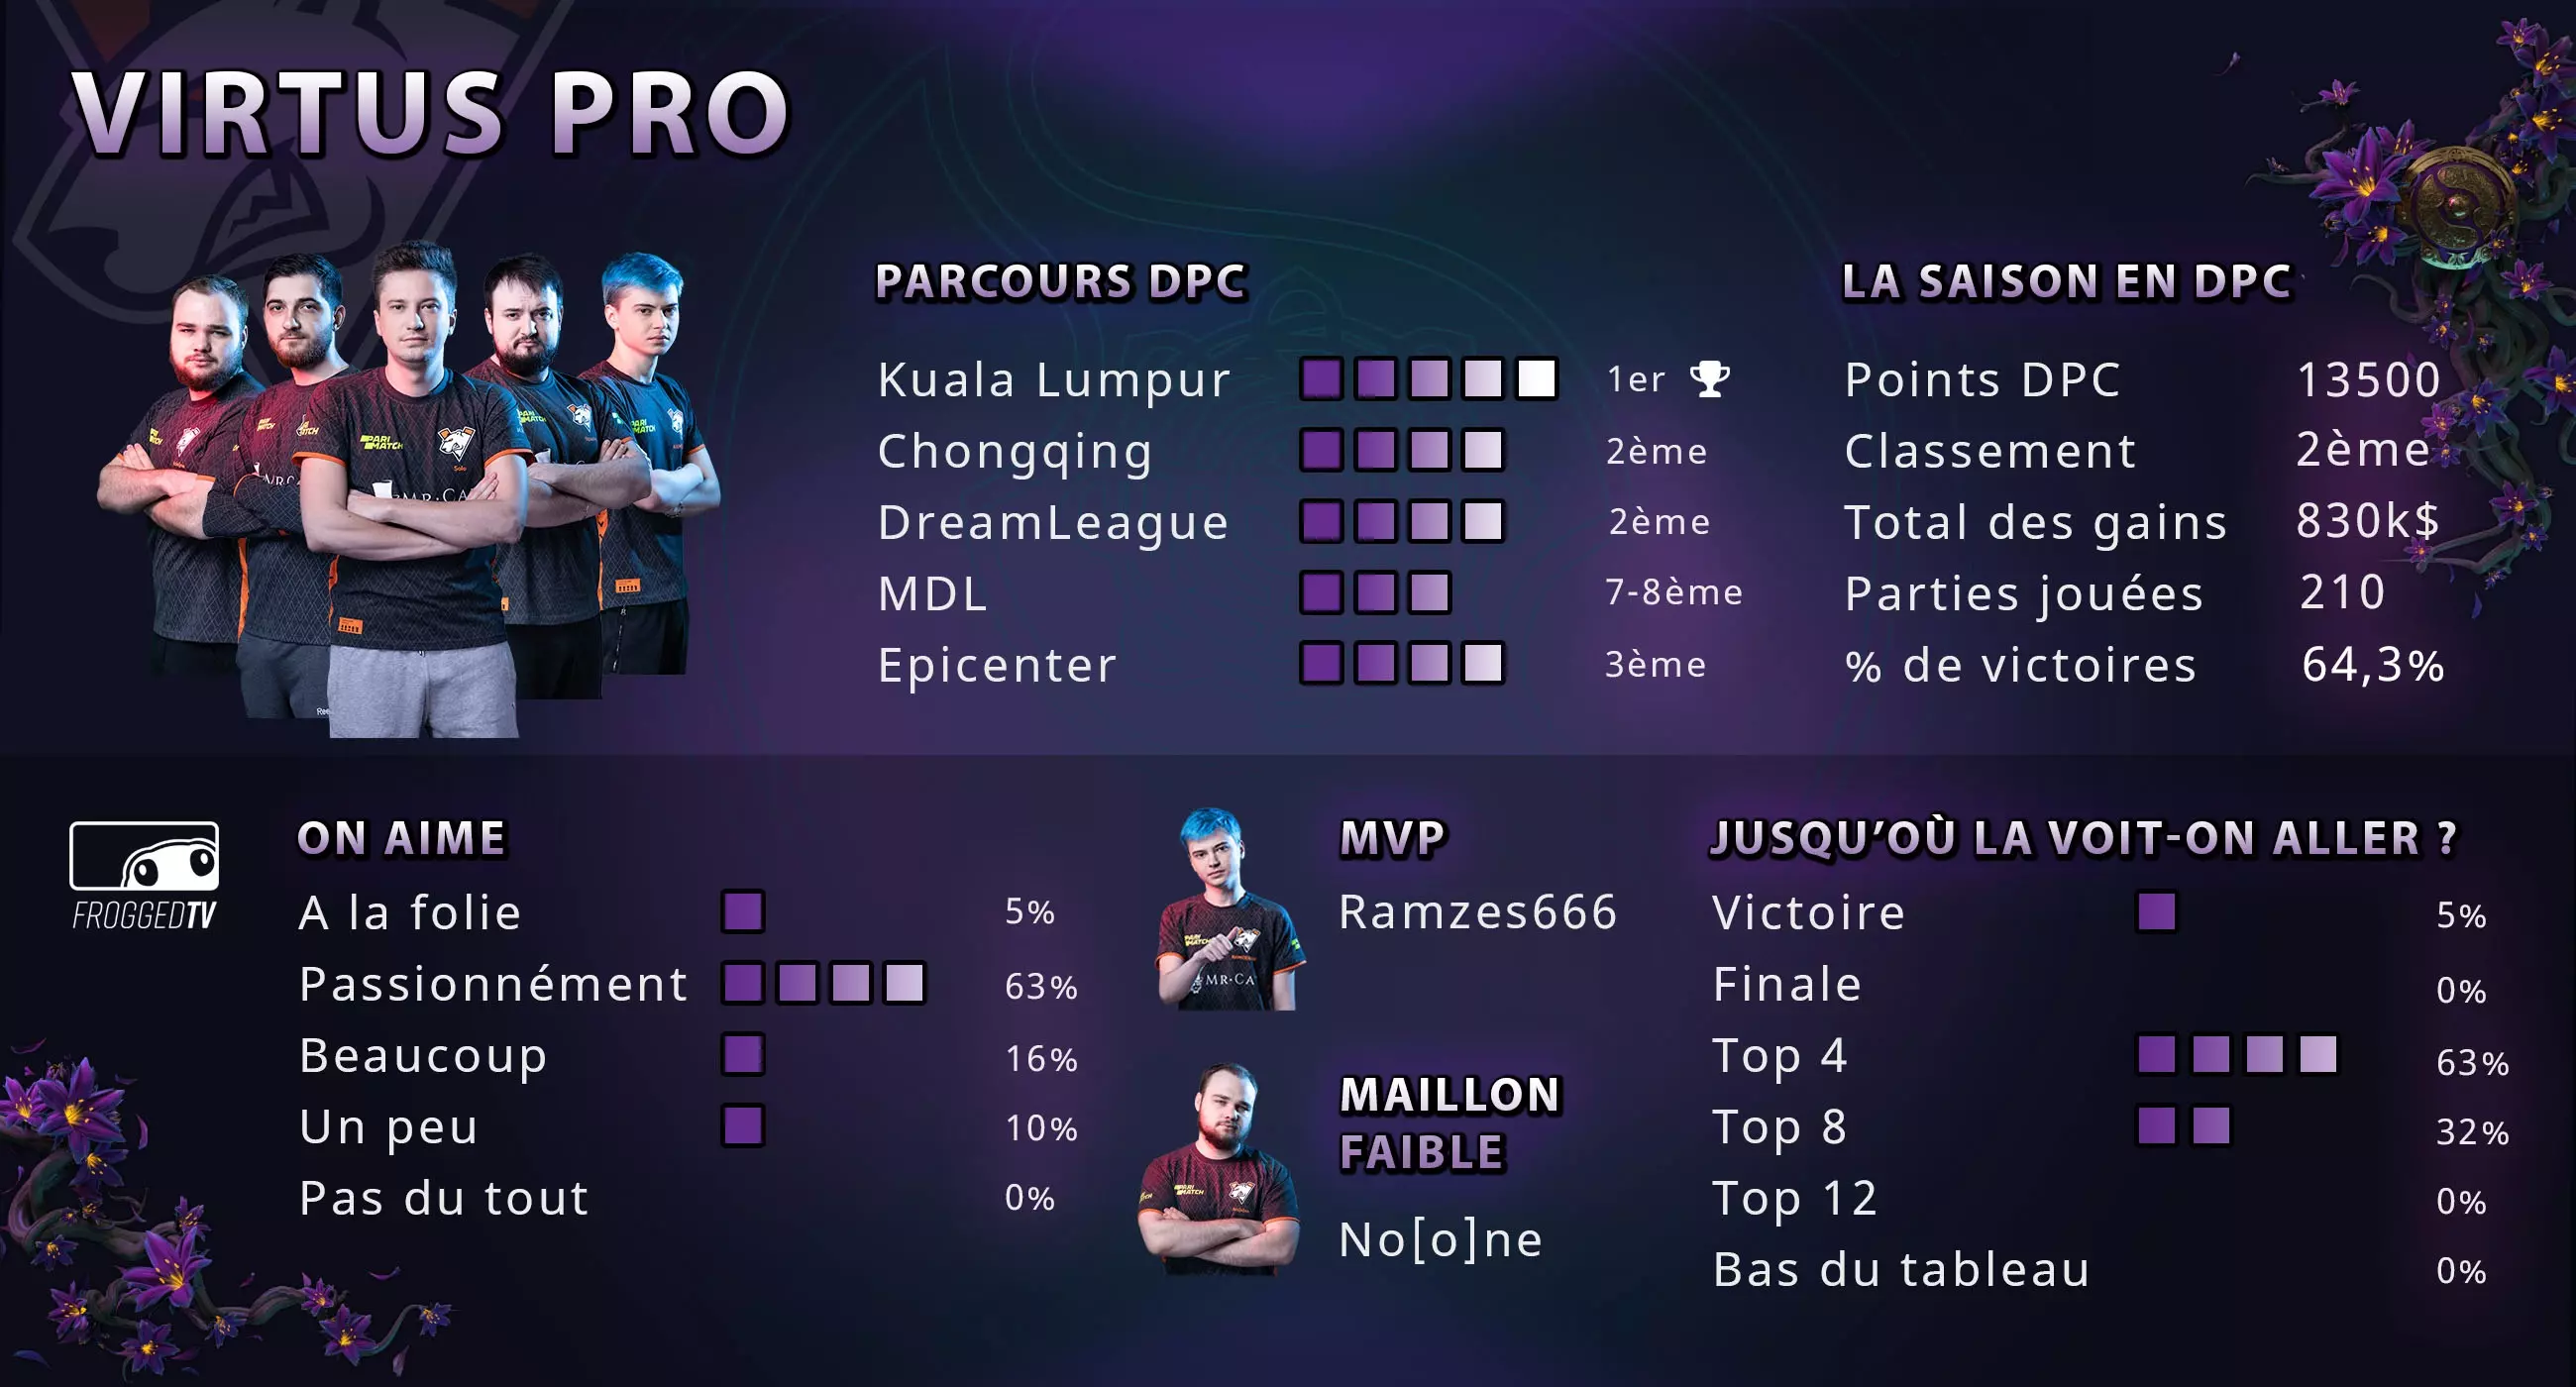 VIRTUS PRO
PARCOURS DPC
Kuala Lumpur 1er
Chongqing 2ème
DreamLeague 2ème
MDL 7-8ème
Epicenter 3ème
LA SAISON EN DPC
Points DPC 13500
Classement 2ème
Total des gains 830k$
Parties jouées 210
% de victoires 64,3%
PARI MATCH
Solo
FROGGEDTV
ON AIME
A la folie 5%
Passionnément 63%
Beaucoup 16%
Un peu 10%
Pas du tout 0%
MVP
Ramzes666
MAILLON
FAIBLE
No[o]ne
JUSQU'OÙ LA VOIT-ON ALLER ?
Victoire 5%
Finale 0%
Top 4 63%
Top 8 32%
Top 12 0%
Bas du tableau 0%